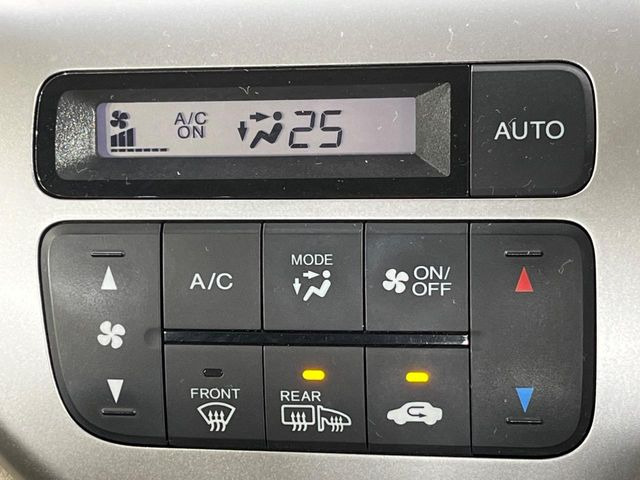 A/C
ON
25
AUTO
A/C
MODE
ON/
OFF
FRONT
REAR